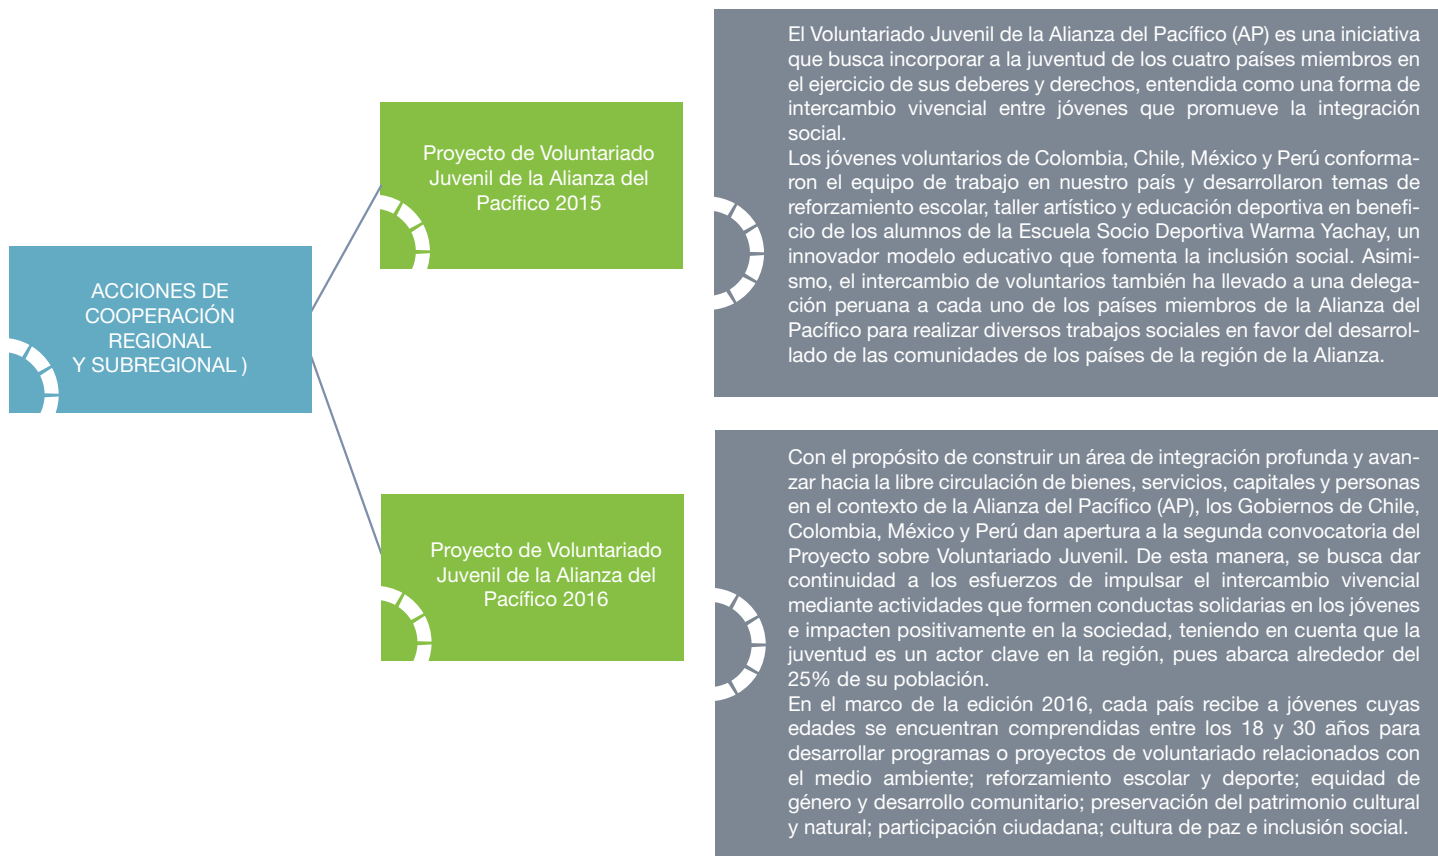 ACCIONES DE
COOPERACIÓN
REGIONAL
Y SUBREGIONAL )
Proyecto de Voluntariado
Juvenil de la Alianza del
Pacífico 2015
El Voluntariado Juvenil de la Alianza del Pacífico (AP) es una iniciativa
que busca incorporar a la juventud de los cuatro países miembros en
el ejercicio de sus deberes y derechos, entendida como una forma de
intercambio vivencial entre jóvenes que promueve la integración
social.
Los jóvenes voluntarios de Colombia, Chile, México y Perú conforma-
ron el equipo de trabajo en nuestro país y desarrollaron temas de
reforzamiento escolar, taller artístico y educación deportiva en benefi-
cio de los alumnos de la Escuela Socio Deportiva Warma Yachay, un
innovador modelo educativo que fomenta la inclusión social. Asimi-
smo, el intercambio de voluntarios también ha llevado a una delega-
ción peruana a cada uno de los países miembros de la Alianza del
Pacífico para realizar diversos trabajos sociales en favor del desarrol-
lado de las comunidades de los países de la región de la Alianza.
Proyecto de Voluntariado
Juvenil de la Alianza del
Pacífico 2016
Con el propósito de construir un área de integración profunda y avan-
zar hacia la libre circulación de bienes, servicios, capitales y personas
en el contexto de la Alianza del Pacífico (AP), los Gobiernos de Chile,
Colombia, México y Perú dan apertura a la segunda convocatoria del
Proyecto sobre Voluntariado Juvenil. De esta manera, se busca dar
continuidad a los esfuerzos de impulsar el intercambio vivencial
mediante actividades que formen conductas solidarias en los jóvenes
e impacten positivamente en la sociedad, teniendo en cuenta que la
juventud es un actor clave en la región, pues abarca alrededor del
25% de su población.
En el marco de la edición 2016, cada país recibe a jóvenes cuyas
edades se encuentran comprendidas entre los 18 y 30 años para
desarrollar programas o proyectos de voluntariado relacionados con
el medio ambiente; reforzamiento escolar y deporte; equidad de
género y desarrollo comunitario; preservación del patrimonio cultural
y natural; participación ciudadana; cultura de paz e inclusión social.